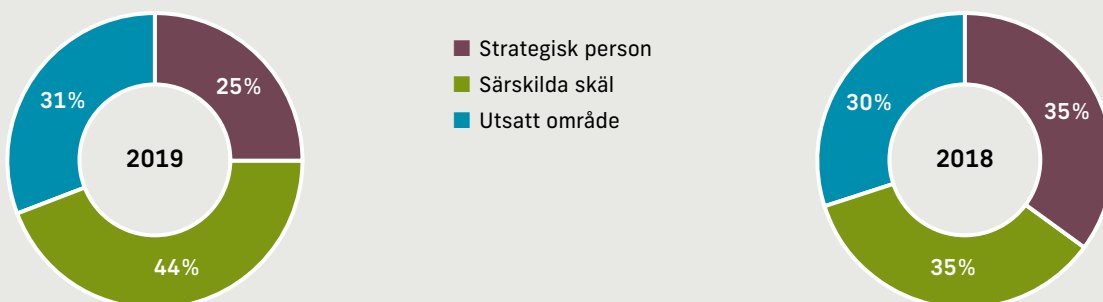 31%
25%
2019
44%
Strategisk person
Särskilda skäl
Utsatt område
30%
35%
2018
35%